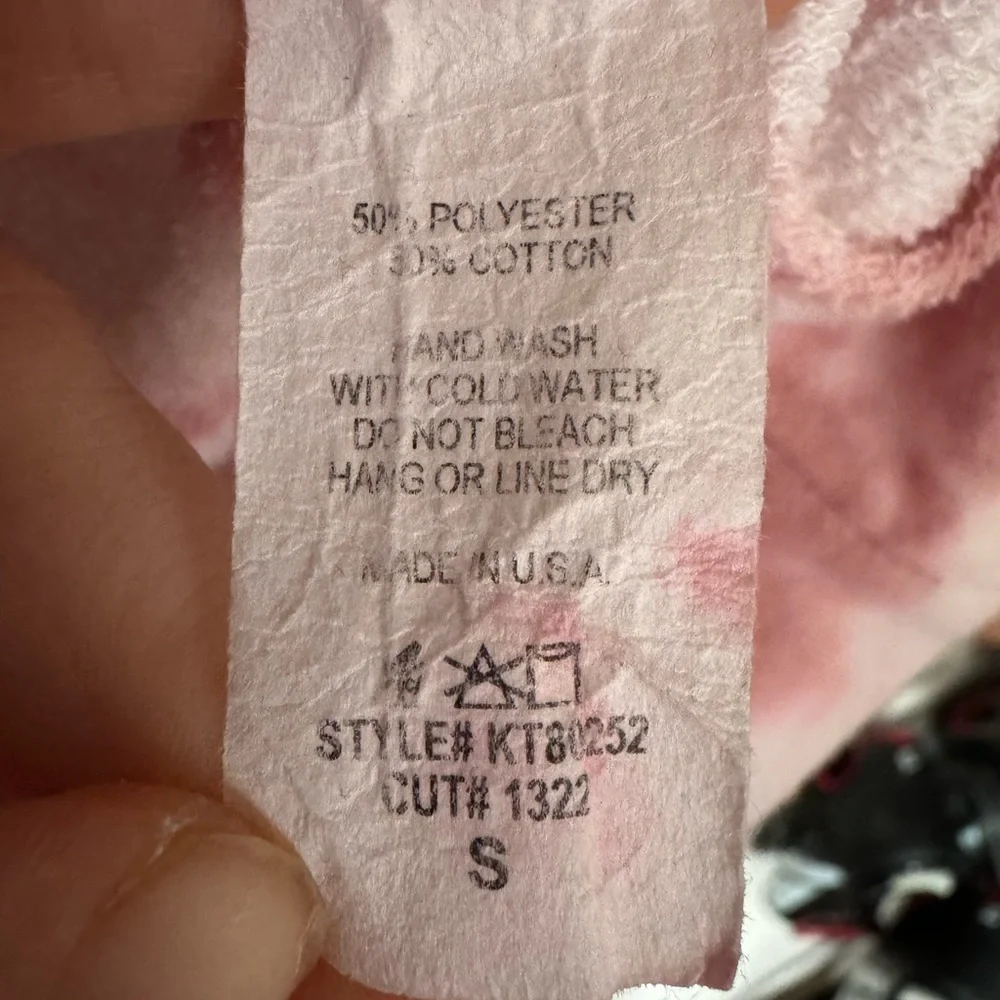 50% POLYESTER
50% COTTON
HAND WASH
WITH COLD WATER
DO NOT BLEACH
HANG OR LINE DRY
MADE IN U.S.A.
STYLE# KT80252
CUT# 1322
S